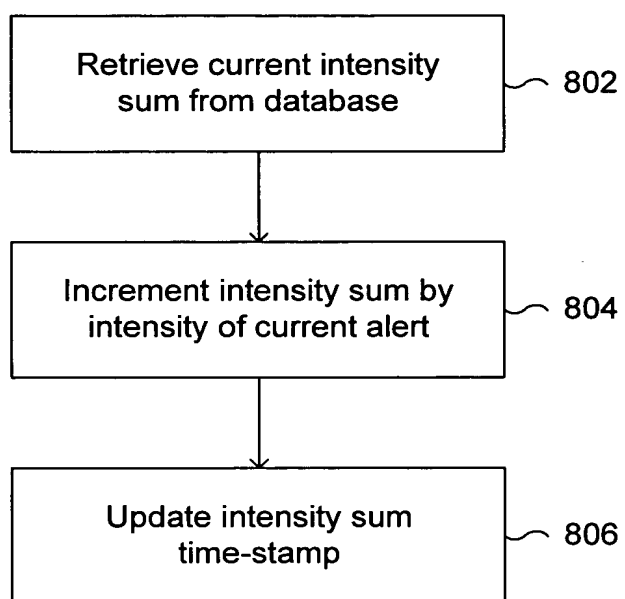 Retrieve current intensity
sum from database
802
Increment intensity sum by
intensity of current alert
804
Update intensity sum
time-stamp
806